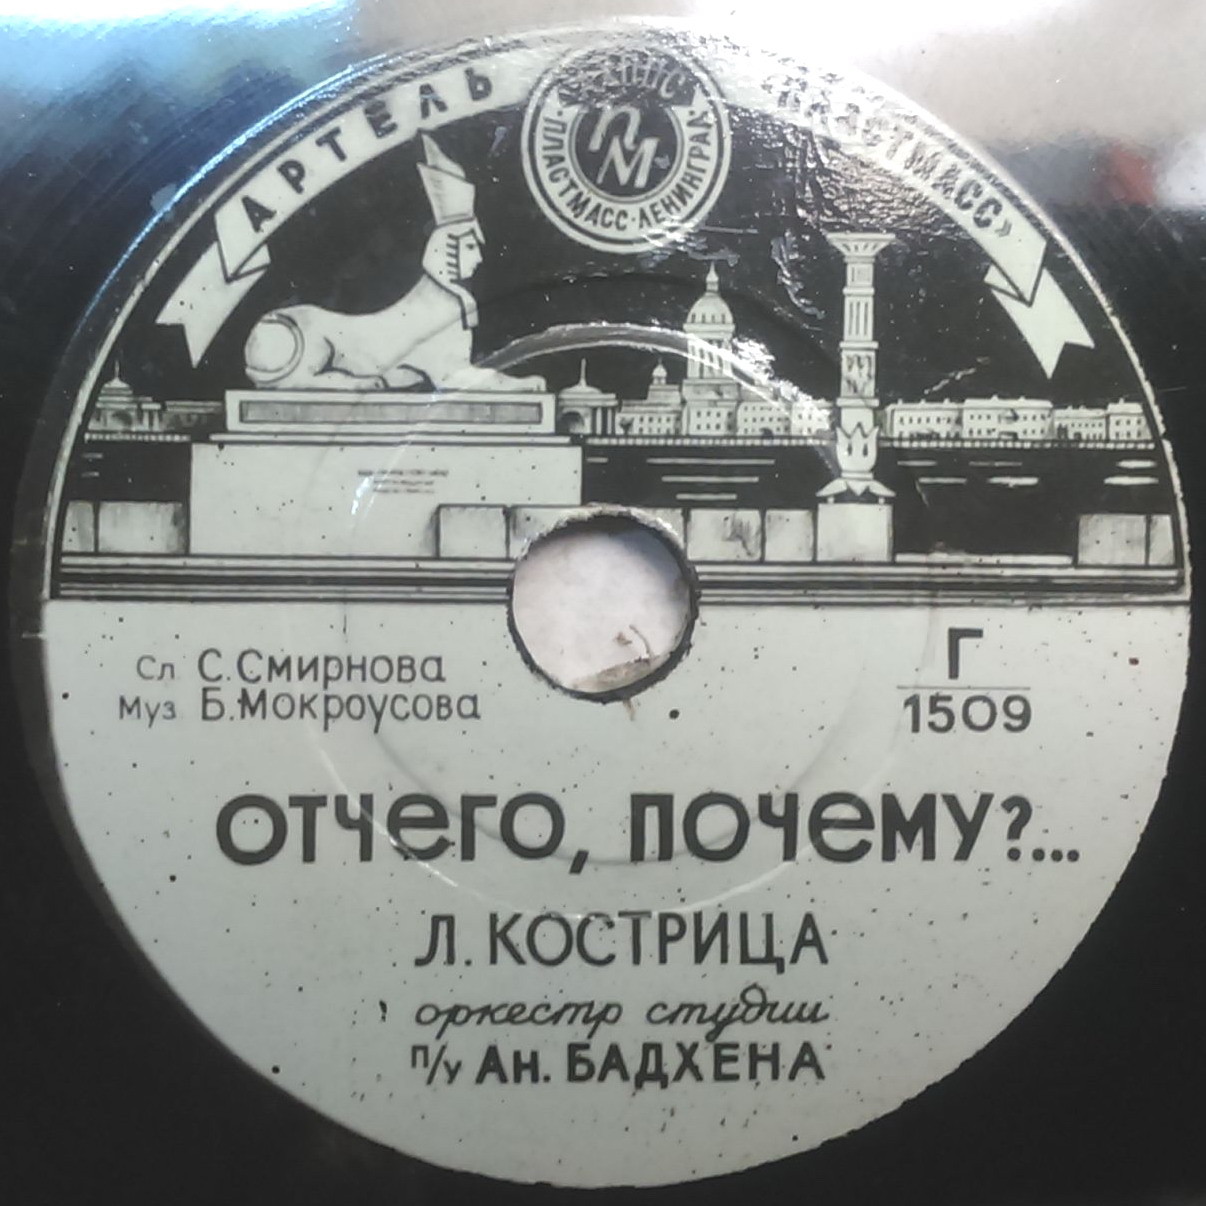 АРТЕЛЬ
«ПЛАСТМАСС»
ПМ
ПЛАСТМАСС·ЛЕНИНГРАД
Сл С.Смирнова
Муз Б.Мокроусова
Г
1509
ОТЧЕГО, ПОЧЕМУ?...
Л. КОСТРИЦА
оркестр студии
п/у Ан. БАДХЕНА